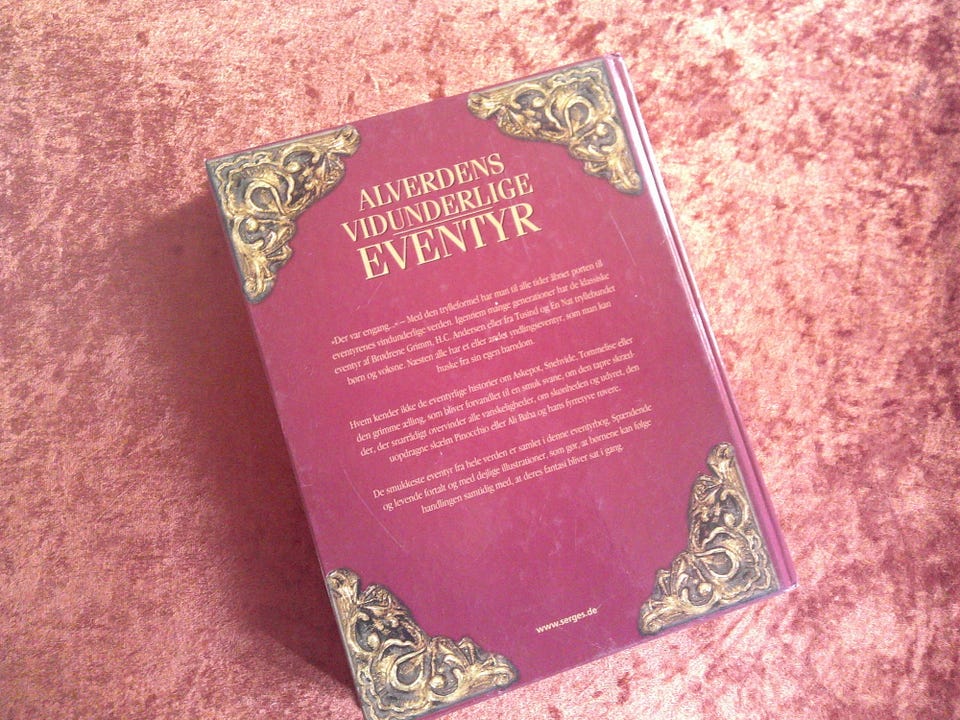 ALVERDENS
VIDUNDERLIGE
EVENTYR
»Der var engang...« – Med den trylleformel har man til alle tider åbnet porten til
eventyrenes vindunderlige verden. Igennem mange generationer har de klassiske
eventyr af Brødrene Grimm, H.C. Andersen eller fra Tusind og En Nat tryllebundet
børn og voksne. Næsten alle har et eller andet yndlingseventyr, som man kan
huske fra sin egen barndom.
Hvem kender ikke de eventyrlige historier om Askepot, Snehvide, Tommelise eller
den grimme ælling, som bliver forvandlet til en smuk svane, om den tapre skræd-
der, der snarrådigt overvinder alle vanskeligheder, om skønheden og udyret, den
uopdragne skælm Pinocchio eller Ali Baba og hans fyrretyve røvere.
De smukkeste eventyr fra hele verden er samlet i denne eventyrbog. Spændende
og levende fortalt og med dejlige illustrationer, som gør, at børnene kan følge
handlingen samtidig med, at deres fantasi bliver sat i gang.
www.serges.de